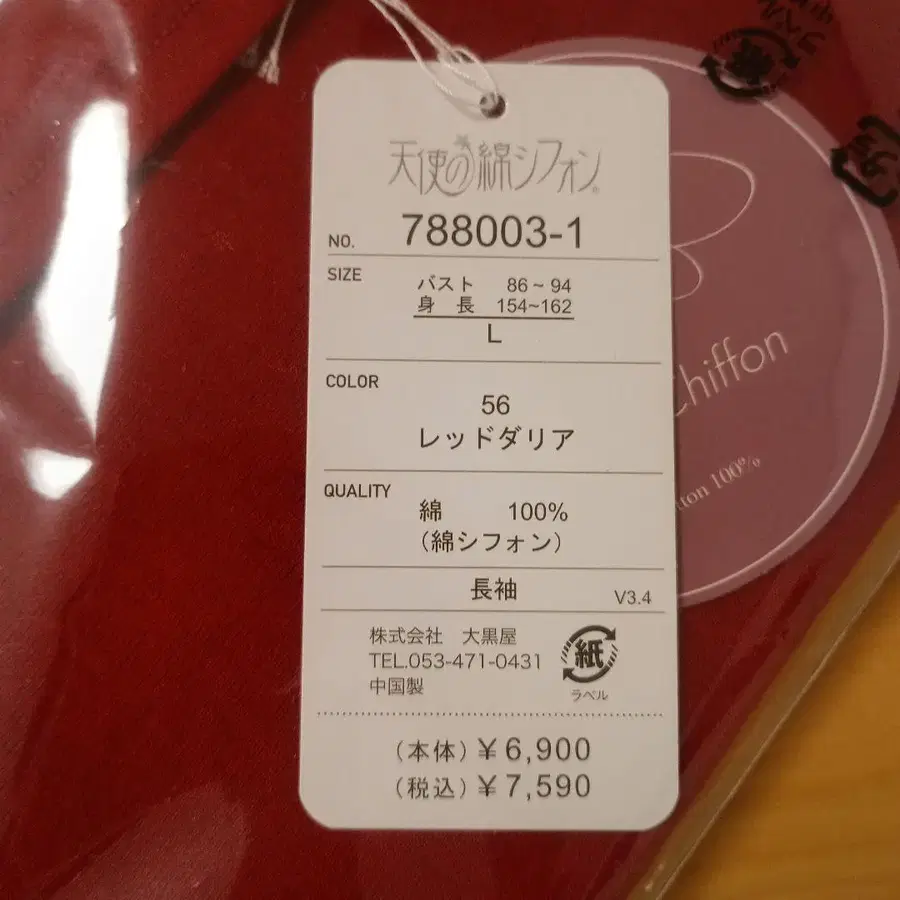 天使の綿シフォン®
NO. 788003-1
SIZE
バスト 86~94
身 長 154~162
L
COLOR
56
レッドダリア
QUALITY
綿 100%
(綿シフォン)
長袖
V3.4
株式会社 大黒屋
TEL.053-471-0431
中国製
紙
ラベル
(本体)¥6,900
(税込)¥7,590
Chiffon
tton 100%
プラ